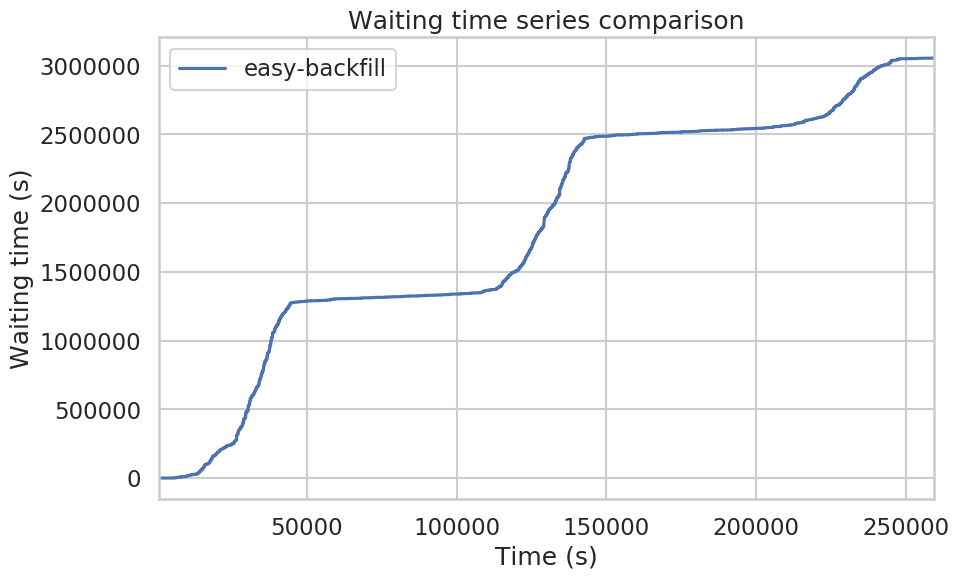 Waiting time series comparison
easy-backfill
Waiting time (s)
3000000
2500000
2000000
1500000
1000000
500000
0
50000 100000 150000 200000 250000
Time (s)